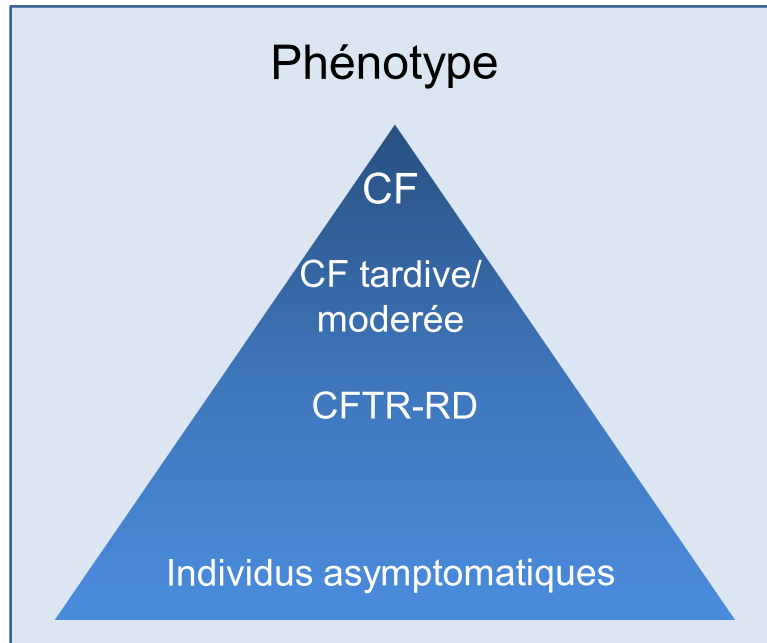 Phénotype
CF
CF tardive/
moderée
CFTR-RD
Individus asymptomatiques